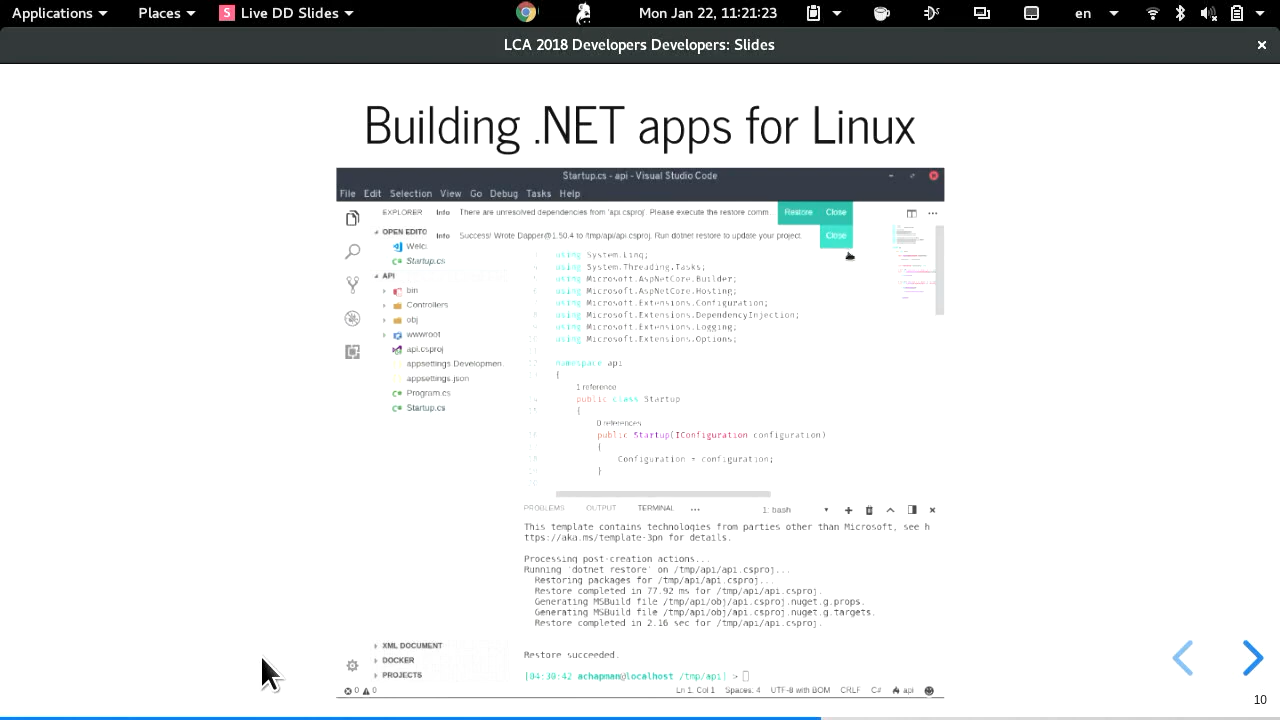 Applications Places Live DD Slides Mon Jan 22, 11:21:23 en
LCA 2018 Developers Developers: Slides
Building .NET apps for Linux
Startup.cs - api - Visual Studio Code
File Edit Selection View Go Debug Tasks Help
EXPLORER
OPEN EDITO
Welc
Startup.cs
API
bin
Controllers
obj
wwwroot
api.csproj
appsettings.Developmen.
appsettings.json
Program.cs
Startup.cs
XML DOCUMENT
DOCKER
PROJECTS
Info There are unresolved dependencies from 'api.csproj'. Please execute the restore comm... Restore Close
Info Success! Wrote Dapper@1.50.4 to /tmp/api/api.csproj. Run dotnet restore to update your project. Close
using System.Linq;
using System.Threading.Tasks;
using Microsoft.AspNetCore.Builder;
using Microsoft.AspNetCore.Hosting;
using Microsoft.Extensions.Configuration;
using Microsoft.Extensions.DependencyInjection;
using Microsoft.Extensions.Logging;
using Microsoft.Extensions.Options;
namespace api
{
1 reference
public class Startup
{
0 references
public Startup(IConfiguration configuration)
{
Configuration = configuration;
}
PROBLEMS OUTPUT TERMINAL ... 1: bash
This template contains technologies from parties other than Microsoft, see h
ttps://aka.ms/template-3pn for details.
Processing post-creation actions...
Running 'dotnet restore' on /tmp/api/api.csproj...
Restoring packages for /tmp/api/api.csproj...
Restore completed in 77.92 ms for /tmp/api/api.csproj.
Generating MSBuild file /tmp/api/obj/api.csproj.nuget.g.props.
Generating MSBuild file /tmp/api/obj/api.csproj.nuget.g.targets.
Restore completed in 2.16 sec for /tmp/api/api.csproj.
Restore succeeded.
[04:30:42 achapman@localhost /tmp/api] >
0 0 Ln 1, Col 1 Spaces: 4 UTF-8 with BOM CRLF C# api
10